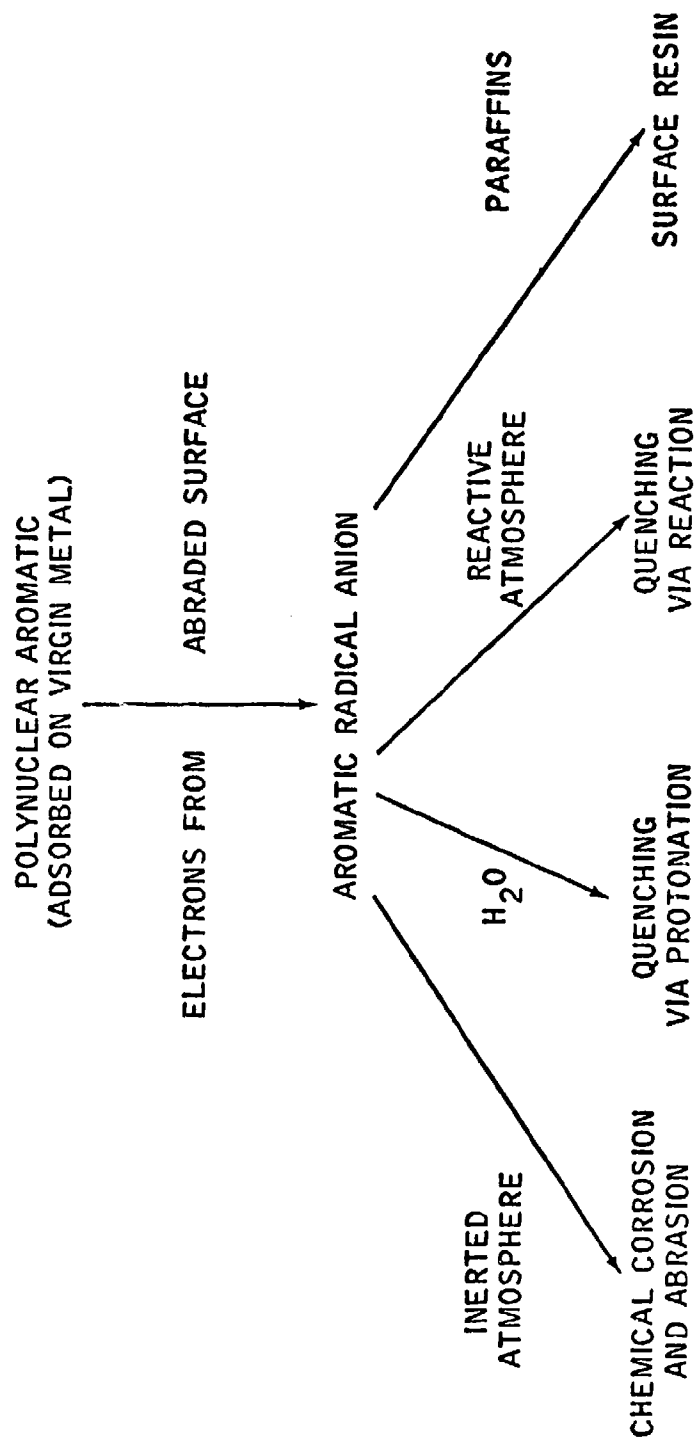 POLYNUCLEAR AROMATIC
(ADSORBED ON VIRGIN METAL)
ELECTRONS FROM ABRADED SURFACE
AROMATIC RADICAL ANION
INERTED
ATMOSPHERE
H2O
REACTIVE
ATMOSPHERE
PARAFFINS
CHEMICAL CORROSION
AND ABRASION
QUENCHING
VIA PROTONATION
QUENCHING
VIA REACTION
SURFACE RESIN